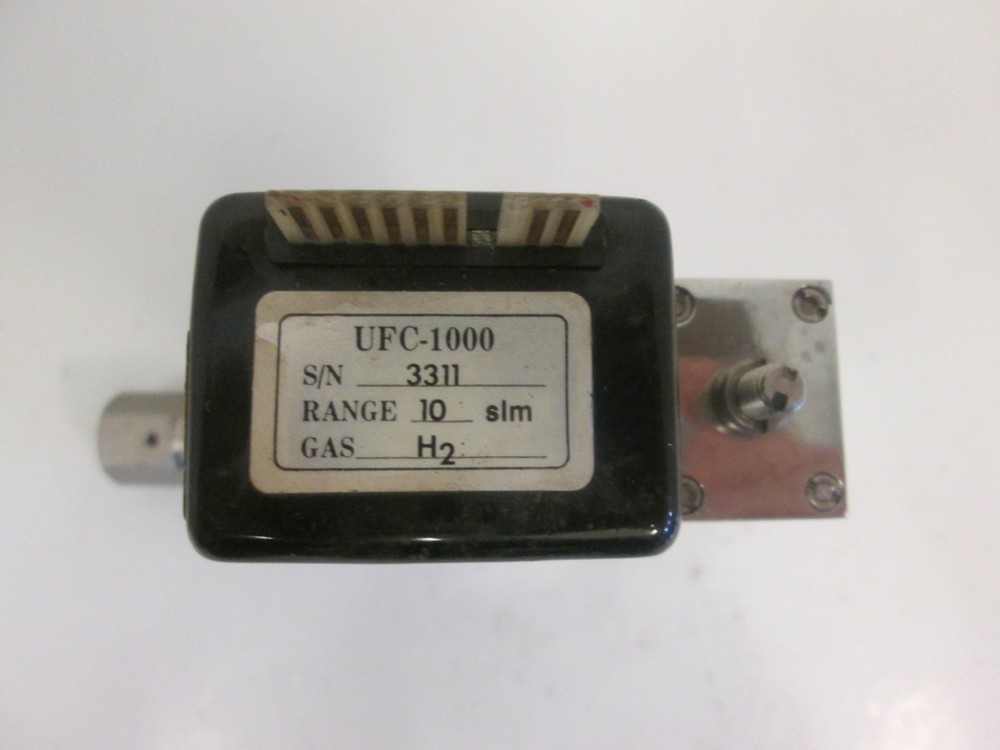 UFC-1000
S/N 3311
RANGE 10 slm
GAS H2